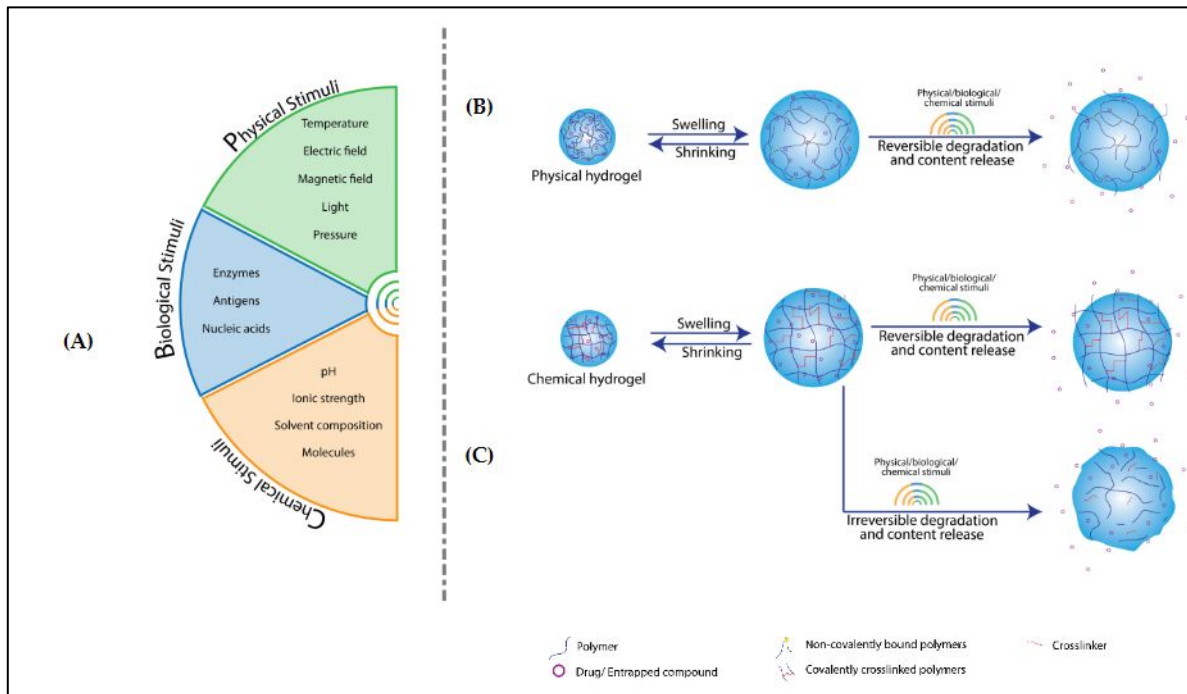 (A)
Physical Stimuli
Temperature
Electric field
Magnetic field
Light
Pressure
Biological Stimuli
Enzymes
Antigens
Nucleic acids
Chemical Stimuli
pH
Ionic strength
Solvent composition
Molecules
(B)
Physical hydrogel
Swelling
Shrinking
Physical/biological/
chemical stimuli
Reversible degradation
and content release
Chemical hydrogel
Swelling
Shrinking
Physical/biological/
chemical stimuli
Reversible degradation
and content release
(C)
Physical/biological/
chemical stimuli
Irreversible degradation
and content release
Polymer
Drug/ Entrapped compound
Non-covalently bound polymers
Covalently crosslinked polymers
Crosslinker